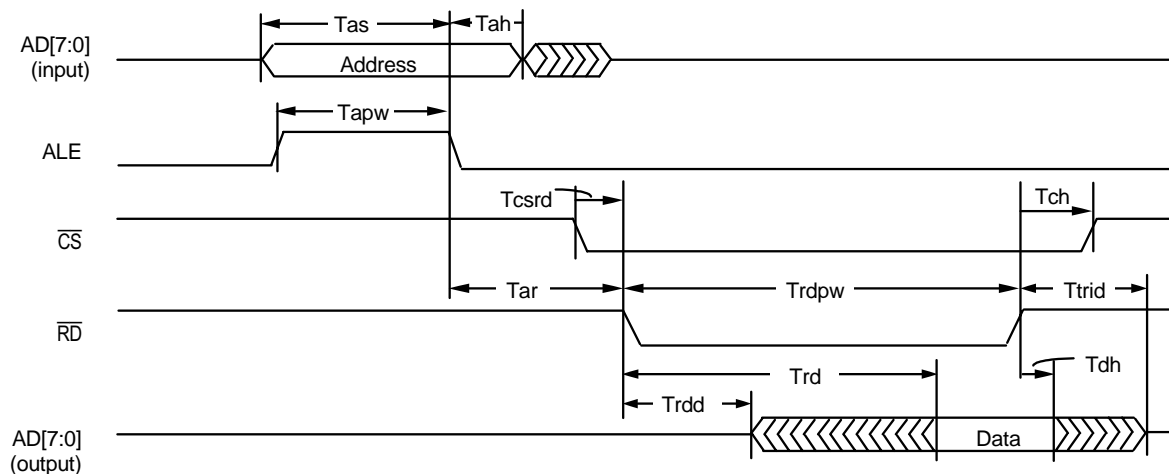 Tas
Tah
AD[7:0]
(input)
Address
Tapw
ALE
Tcsrd
Tch
CS
Tar
Trdpw
Ttrid
RD
Trd
Tdh
Trdd
AD[7:0]
(output)
Data